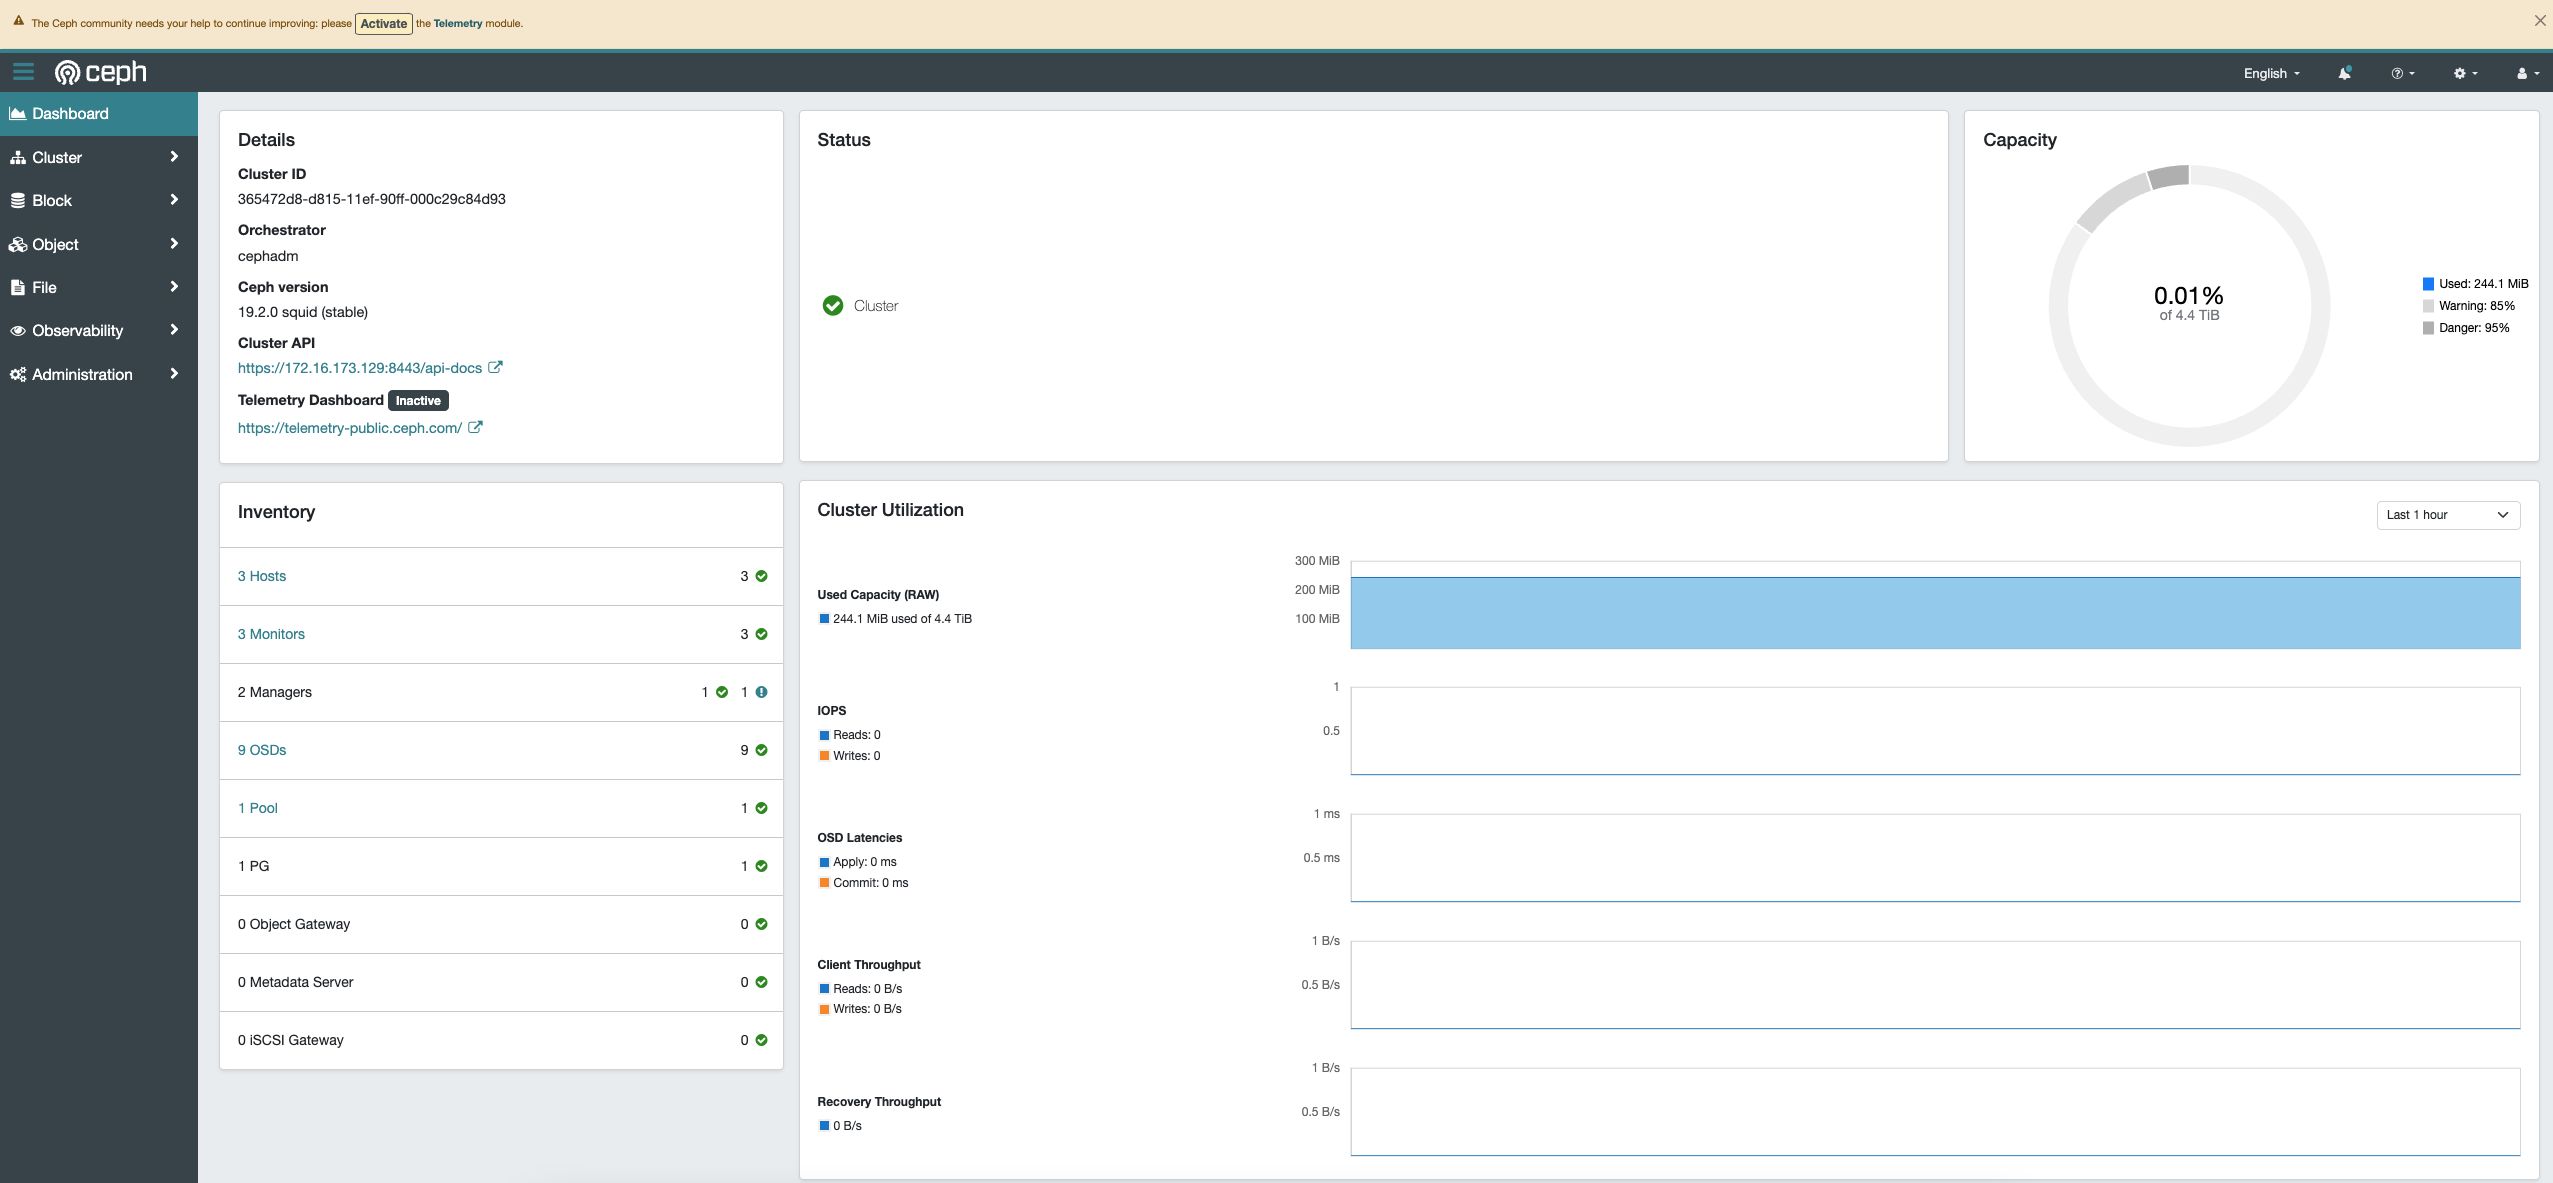 The Ceph community needs your help to continue improving: please Activate the Telemetry module.
ceph
English
Dashboard
Cluster
Block
Object
File
Observability
Administration
Details
Cluster ID
365472d8-d815-11ef-90ff-000c29c84d93
Orchestrator
cephadm
Ceph version
19.2.0 squid (stable)
Cluster API
https://172.16.173.129:8443/api-docs
Telemetry Dashboard Inactive
https://telemetry-public.ceph.com/
Status
Cluster
Capacity
0.01%
of 4.4 TiB
Used: 244.1 MiB
Warning: 85%
Danger: 95%
Inventory
3 Hosts 3
3 Monitors 3
2 Managers 1 1
9 OSDs 9
1 Pool 1
1 PG 1
0 Object Gateway 0
0 Metadata Server 0
0 iSCSI Gateway 0
Cluster Utilization
Last 1 hour
Used Capacity (RAW)
244.1 MiB used of 4.4 TiB
300 MiB
200 MiB
100 MiB
IOPS
Reads: 0
Writes: 0
1
0.5
OSD Latencies
Apply: 0 ms
Commit: 0 ms
1 ms
0.5 ms
Client Throughput
Reads: 0 B/s
Writes: 0 B/s
1 B/s
0.5 B/s
Recovery Throughput
0 B/s
1 B/s
0.5 B/s